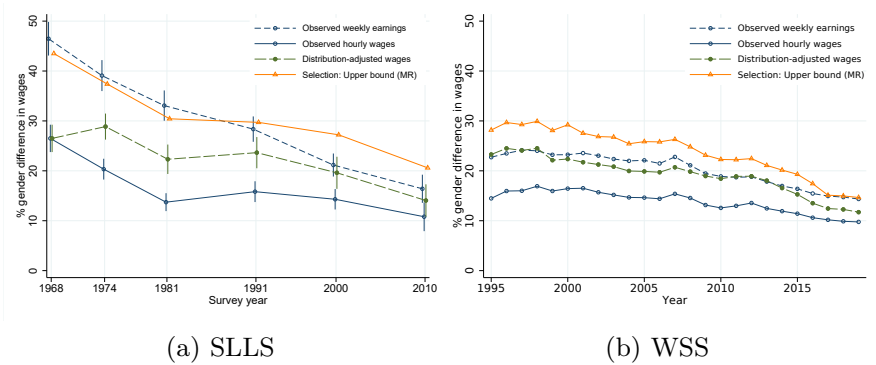 % gender difference in wages
50
40
30
20
10
0
Observed weekly earnings
Observed hourly wages
Distribution-adjusted wages
Selection: Upper bound (MR)
1968
1974
1981
1991
2000
2010
Survey year
(a) SLLS
% gender difference in wages
50
40
30
20
10
0
Observed weekly earnings
Observed hourly wages
Distribution-adjusted wages
Selection: Upper bound (MR)
1995
2000
2005
2010
2015
Year
(b) WSS